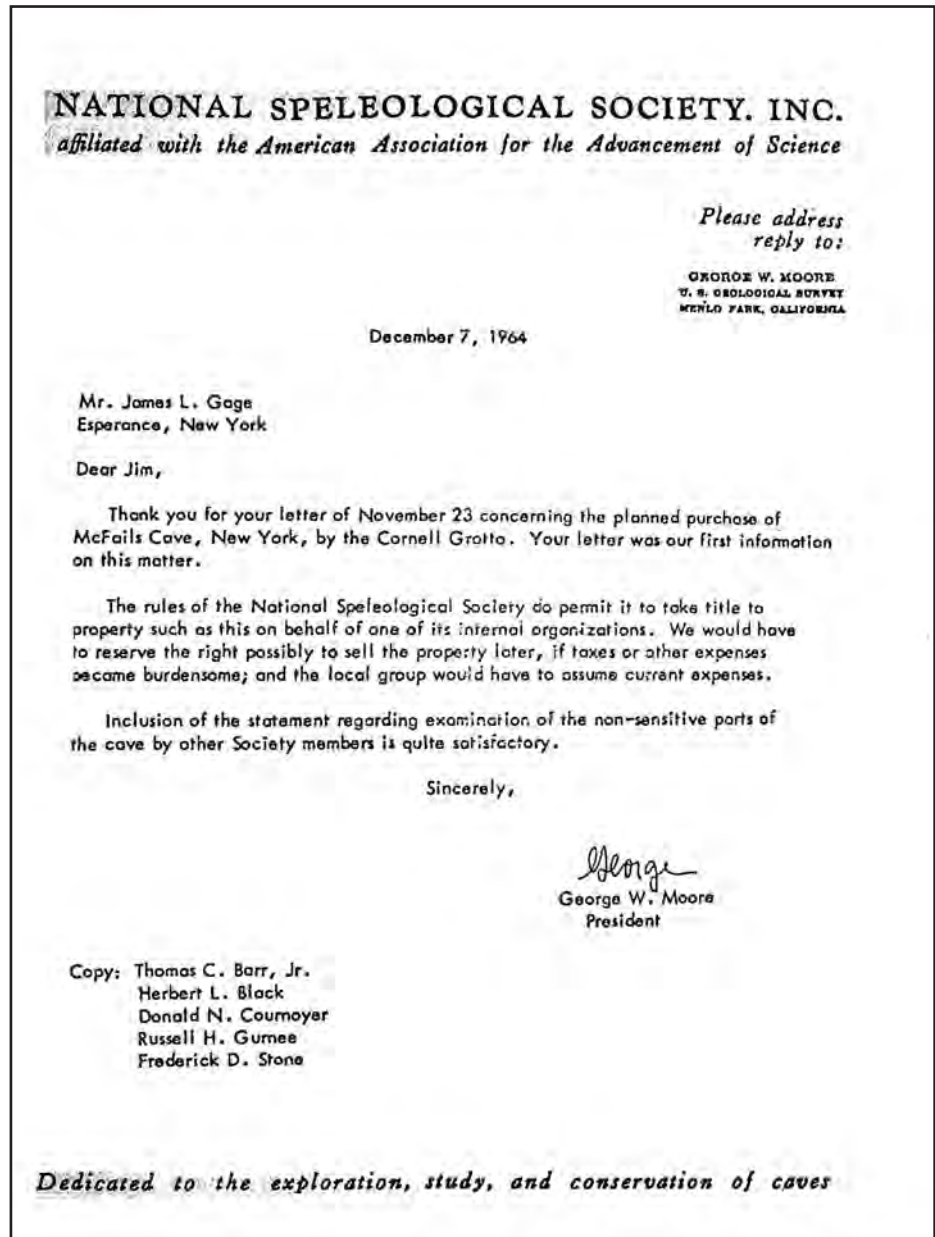 NATIONAL SPELEOLOGICAL SOCIETY. INC.
affiliated with the American Association for the Advancement of Science
Please address
reply to:
GEORGE W. MOORE
U. S. GEOLOGICAL SURVEY
MENLO PARK, CALIFORNIA
December 7, 1964
Mr. James L. Gage
Esperance, New York
Dear Jim,
Thank you for your letter of November 23 concerning the planned purchase of
McFails Cave, New York, by the Cornell Grotto. Your letter was our first information
on this matter.
The rules of the National Speleological Society do permit it to take title to
property such as this on behalf of one of its internal organizations. We would have
to reserve the right possibly to sell the property later, if taxes or other expenses
became burdensome; and the local group would have to assume current expenses.
Inclusion of the statement regarding examination of the non-sensitive parts of
the cave by other Society members is quite satisfactory.
Sincerely,
George
George W. Moore
President
Copy: Thomas C. Barr, Jr.
Herbert L. Black
Donald N. Cournoyer
Russell H. Gurnee
Frederick D. Stone
Dedicated to the exploration, study, and conservation of caves